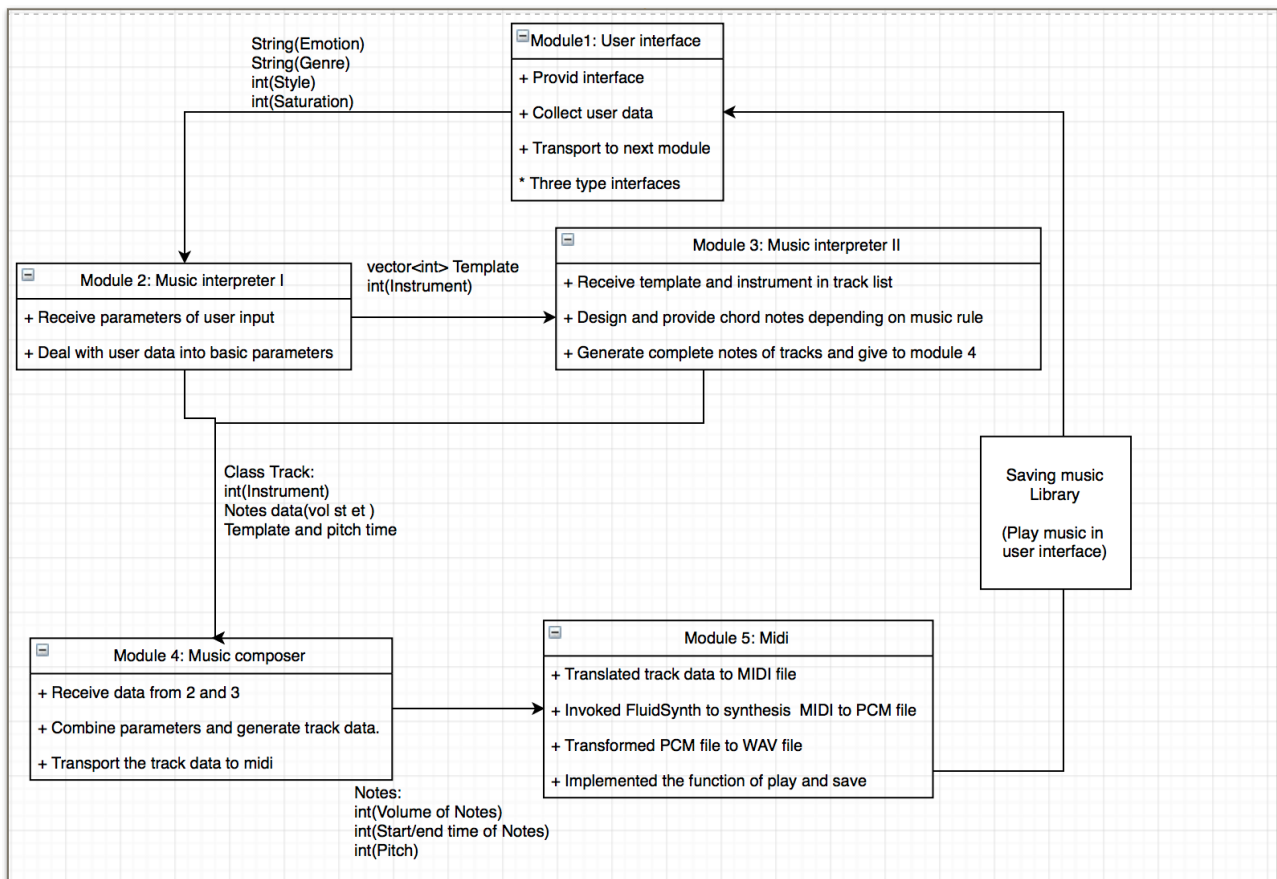 String(Emotion)
String(Genre)
int(Style)
int(Saturation)
Module1: User interface
+ Provid interface
+ Collect user data
+ Transport to next module
* Three type interfaces
Module 2: Music interpreter I
+ Receive parameters of user input
+ Deal with user data into basic parameters
vector<int> Template
int(Instrument)
Module 3: Music interpreter II
+ Receive template and instrument in track list
+ Design and provide chord notes depending on music rule
+ Generate complete notes of tracks and give to module 4
Class Track:
int(Instrument)
Notes data(vol st et )
Template and pitch time
Saving music
Library
(Play music in
user interface)
Module 4: Music composer
+ Receive data from 2 and 3
+ Combine parameters and generate track data.
+ Transport the track data to midi
Notes:
int(Volume of Notes)
int(Start/end time of Notes)
int(Pitch)
Module 5: Midi
+ Translated track data to MIDI file
+ Invoked FluidSynth to synthesis  MIDI to PCM file
+ Transformed PCM file to WAV file
+ Implemented the function of play and save